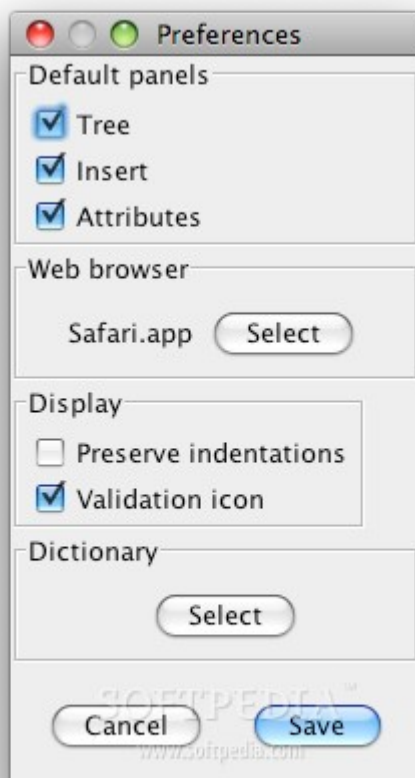 Preferences
Default panels
Tree
Insert
Attributes
Web browser
Safari.app Select
Display
Preserve indentations
Validation icon
Dictionary
Select
SOFTPEDIA™
Cancel Save
www.softpedia.com